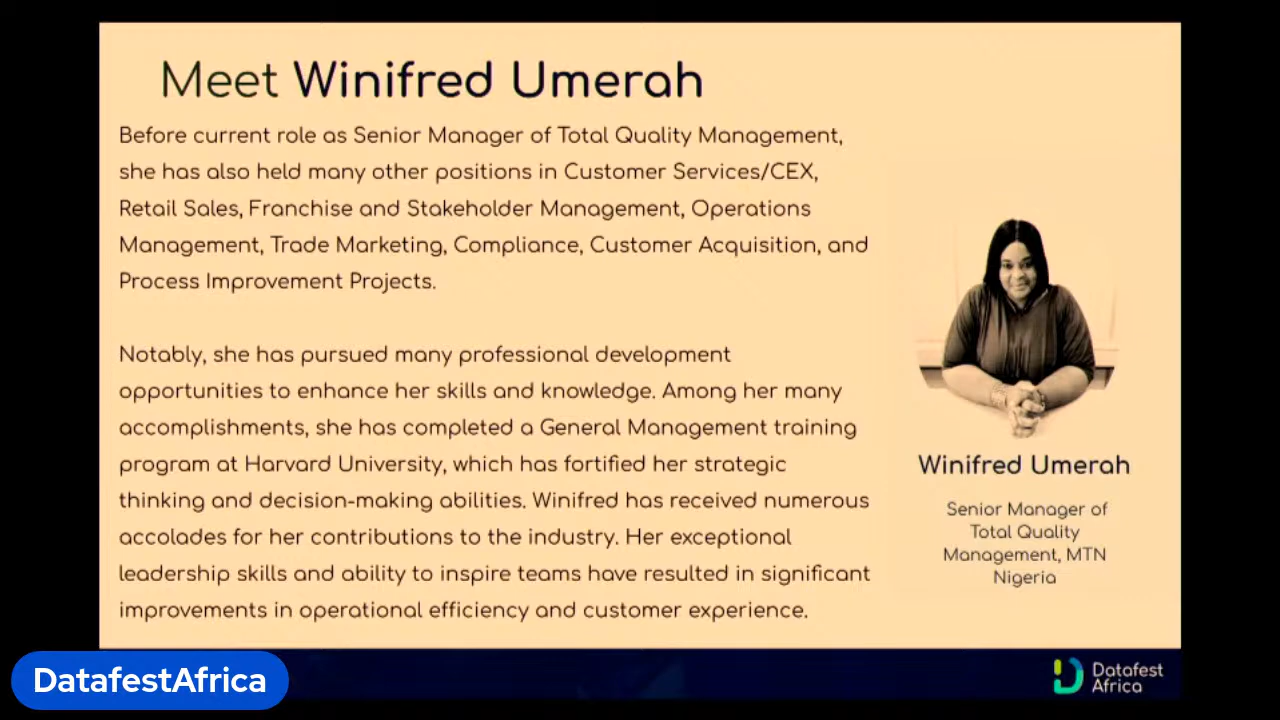 Meet Winifred Umerah
Before current role as Senior Manager of Total Quality Management,
she has also held many other positions in Customer Services/CEX,
Retail Sales, Franchise and Stakeholder Management, Operations
Management, Trade Marketing, Compliance, Customer Acquisition, and
Process Improvement Projects.
Notably, she has pursued many professional development
opportunities to enhance her skills and knowledge. Among her many
accomplishments, she has completed a General Management training
program at Harvard University, which has fortified her strategic
thinking and decision-making abilities. Winifred has received numerous
accolades for her contributions to the industry. Her exceptional
leadership skills and ability to inspire teams have resulted in significant
improvements in operational efficiency and customer experience.
Winifred Umerah
Senior Manager of
Total Quality
Management, MTN
Nigeria
DatafestAfrica
Datafest
Africa